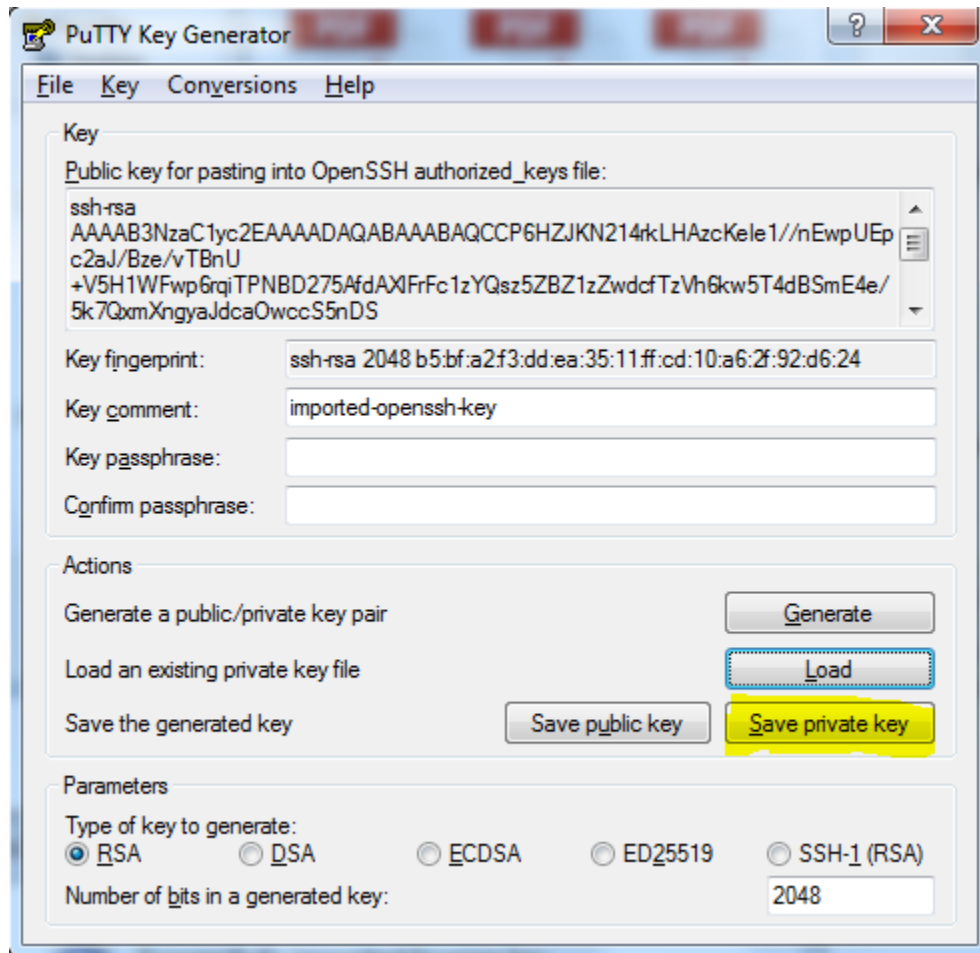 PuTTY Key Generator
File Key Conversions Help
Key
Public key for pasting into OpenSSH authorized_keys file:
ssh-rsa
AAAAB3NzaC1yc2EAAAADAQABAAABAQCCP6HZJKN214rkLHAzcKele1//nEwpUEp
c2aJ/Bze/vTBnU
+V5H1WFwp6rqiTPNBD275AfdAXlFrFc1zYQsz5ZBZ1zZwdcfTzVh6kw5T4dBSmE4e/
5k7QxmXngyaJdcaOwccS5nDS
Key fingerprint: ssh-rsa 2048 b5:bf:a2:f3:dd:ea:35:11:ff:cd:10:a6:2f:92:d6:24
Key comment: imported-openssh-key
Key passphrase:
Confirm passphrase:
Actions
Generate a public/private key pair Generate
Load an existing private key file Load
Save the generated key Save public key Save private key
Parameters
Type of key to generate:
RSA DSA ECDSA ED25519 SSH-1 (RSA)
Number of bits in a generated key: 2048